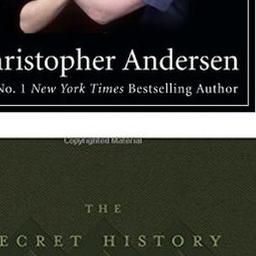 ristopher Andersen
No. 1 New York Times Bestselling Author
Copyrighted Material
THE
ECRET HISTORY